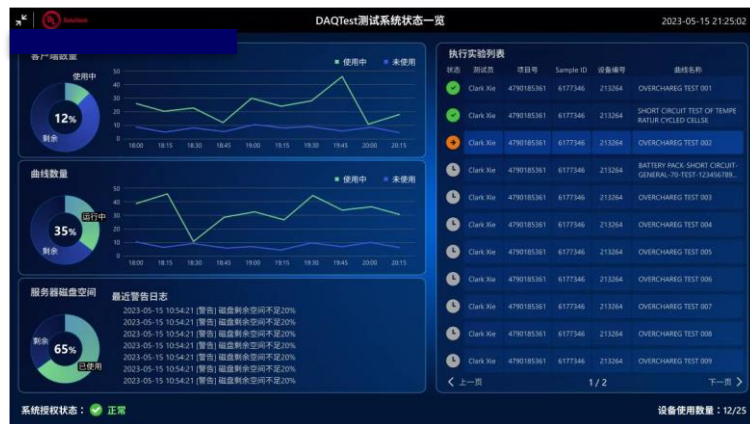 UL Solutions
DAQTest测试系统状态一览
2023-05-15 21:25:02
客户端数量
使用中
12%
剩余
使用中 未使用
50
40
30
20
10
0
18:00 18:15 18:30 18:45 19:00 19:15 19:30 19:45 20:00 20:15
曲线数量
运行中
35%
剩余
使用中 未使用
50
40
30
20
10
0
18:00 18:15 18:30 18:45 19:00 19:15 19:30 19:45 20:00 20:15
服务器磁盘空间
剩余
65%
已使用
最近警告日志
2023-05-15 10:54:21 [警告] 磁盘剩余空间不足20%
2023-05-15 10:54:21 [警告] 磁盘剩余空间不足20%
2023-05-15 10:54:21 [警告] 磁盘剩余空间不足20%
2023-05-15 10:54:21 [警告] 磁盘剩余空间不足20%
2023-05-15 10:54:21 [警告] 磁盘剩余空间不足20%
2023-05-15 10:54:21 [警告] 磁盘剩余空间不足20%
2023-05-15 10:54:21 [警告] 磁盘剩余空间不足20%
执行实验列表
状态 测试员 项目号 Sample ID 设备编号 曲线名称
Clark Xie 4790185361 6177346 213264 OVERCHAREG TEST 001
Clark Xie 4790185361 6177346 213264 SHORT CIRCUIT TEST OF TEMPE
RATUR CYCLED CELLSE
Clark Xie 4790185361 6177346 213264 OVERCHAREG TEST 002
Clark Xie 4790185361 6177346 213264 BATTERY PACK-SHORT CIRCUIT-
GENERAL-70-TEST-123456789...
Clark Xie 4790185361 6177346 213264 OVERCHAREG TEST 003
Clark Xie 4790185361 6177346 213264 OVERCHAREG TEST 004
Clark Xie 4790185361 6177346 213264 OVERCHAREG TEST 005
Clark Xie 4790185361 6177346 213264 OVERCHAREG TEST 006
Clark Xie 4790185361 6177346 213264 OVERCHAREG TEST 007
Clark Xie 4790185361 6177346 213264 OVERCHAREG TEST 008
Clark Xie 4790185361 6177346 213264 OVERCHAREG TEST 009
上一页 1 / 2 下一页
系统授权状态： 正常
设备使用数量：12/25